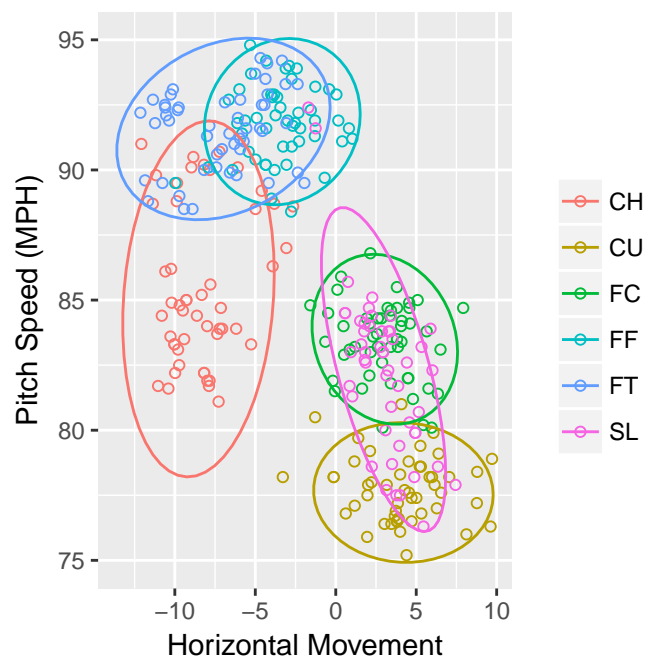 95
90
85
80
75
Pitch Speed (MPH)
−10
−5
0
5
10
Horizontal Movement
CH
CU
FC
FF
FT
SL